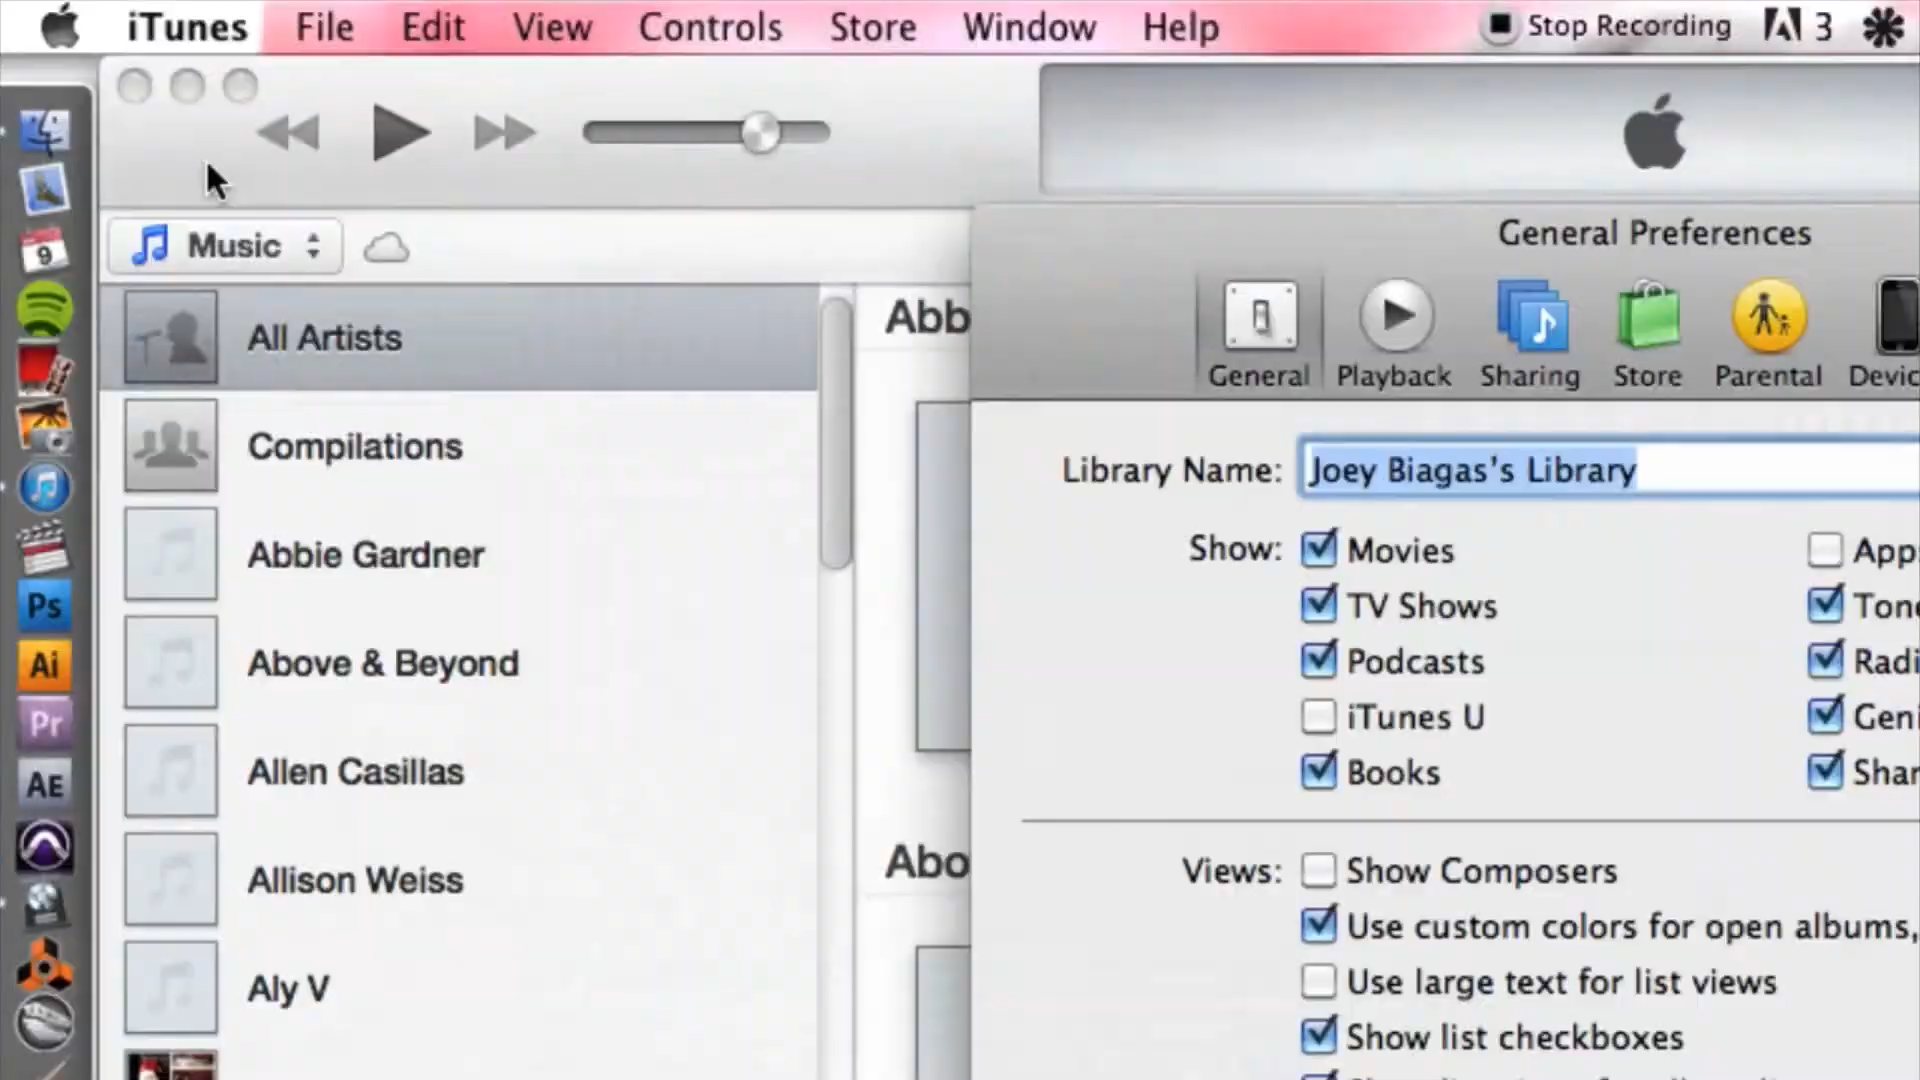 iTunes File Edit View Controls Store Window Help Stop Recording 3
Music
General Preferences
General Playback Sharing Store Parental Devic
9
All Artists
Compilations
Abbie Gardner
Above & Beyond
Allen Casillas
Allison Weiss
Aly V
Ps
Ai
Pr
AE
Abb
Abo
Library Name: Joey Biagas's Library
Show: Movies App
TV Shows Tone
Podcasts Radi
iTunes U Geni
Books Shar
Views: Show Composers
Use custom colors for open albums,
Use large text for list views
Show list checkboxes